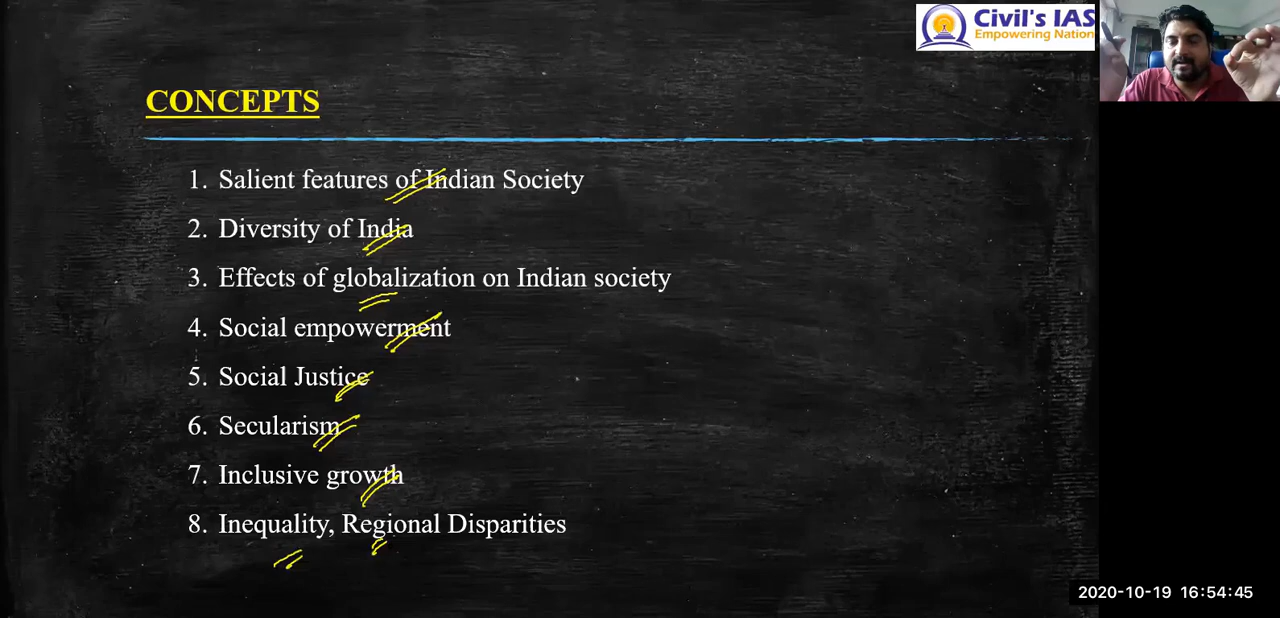 Civil's IAS
Empowering Nation
CONCEPTS
1. Salient features of Indian Society
2. Diversity of India
3. Effects of globalization on Indian society
4. Social empowerment
5. Social Justice
6. Secularism
7. Inclusive growth
8. Inequality, Regional Disparities
2020-10-19 16:54:45